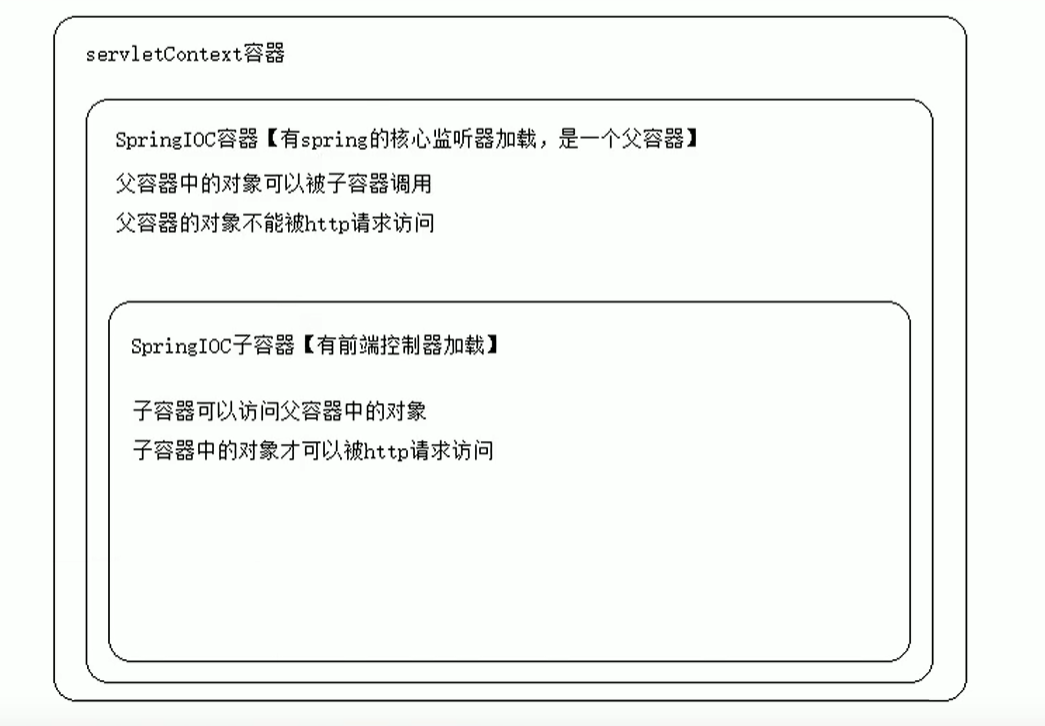 servletContext容器
SpringIOC容器【有spring的核心监听器加载，是一个父容器】
父容器中的对象可以被子容器调用
父容器的对象不能被http请求访问
SpringIOC子容器【有前端控制器加载】
子容器可以访问父容器中的对象
子容器中的对象才可以被http请求访问